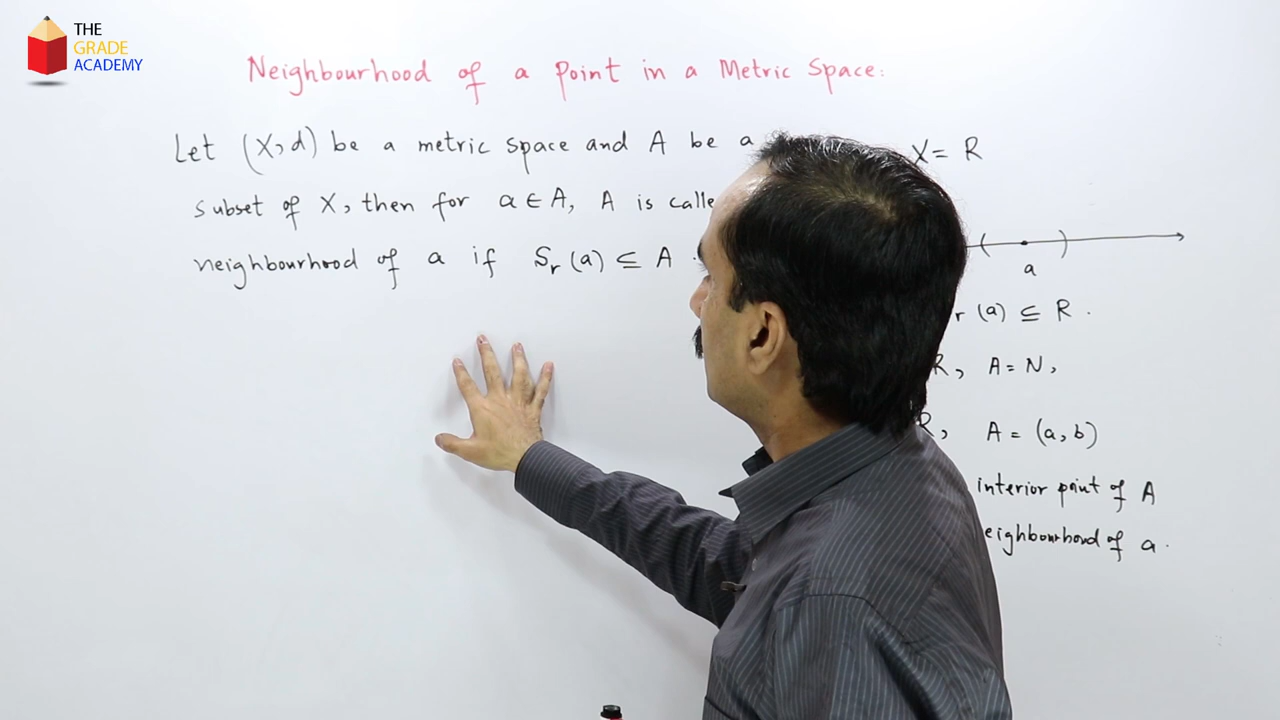 THE
GRADE
ACADEMY
Neighbourhood of a Point in a Metric Space:
Let (X,d) be a metric space and A be a
subset of X, then for a ∈ A, A is calle
neighbourhood of a if Sr(a) ⊆ A .
X = R
( )
a
r (a) ⊆ R .
R, A = N,
R, A = (a, b)
interior point of A
eighbourhood of a .